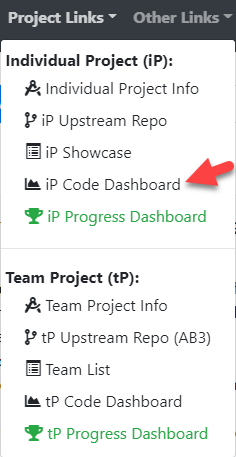 Project Links Other Links
Individual Project (iP):
Individual Project Info
iP Upstream Repo
iP Showcase
iP Code Dashboard
iP Progress Dashboard
Team Project (tP):
Team Project Info
tP Upstream Repo (AB3)
Team List
tP Code Dashboard
tP Progress Dashboard